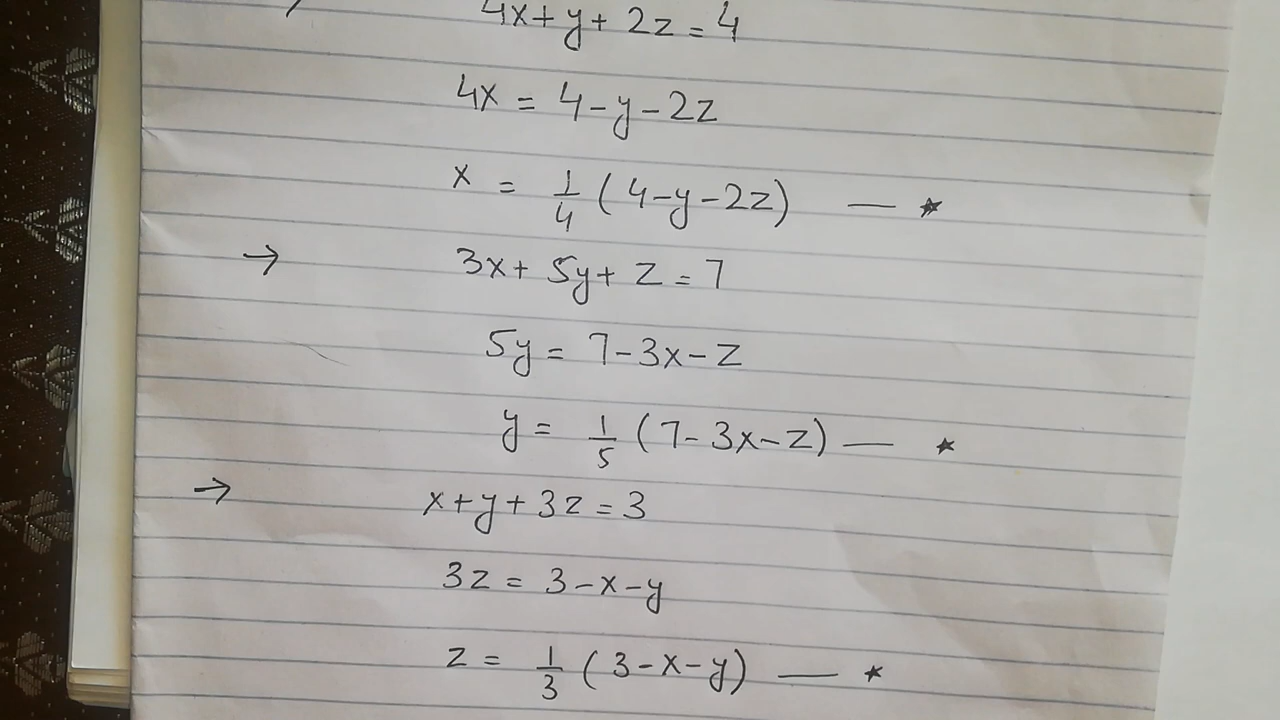 4x+y+2z=4
4x = 4-y-2z
x = 1/4 (4-y-2z) — ★
→ 3x+5y+z=7
5y = 7-3x-z
y = 1/5 (7-3x-z) — ★
→ x+y+3z=3
3z = 3-x-y
z = 1/3 (3-x-y) — ★